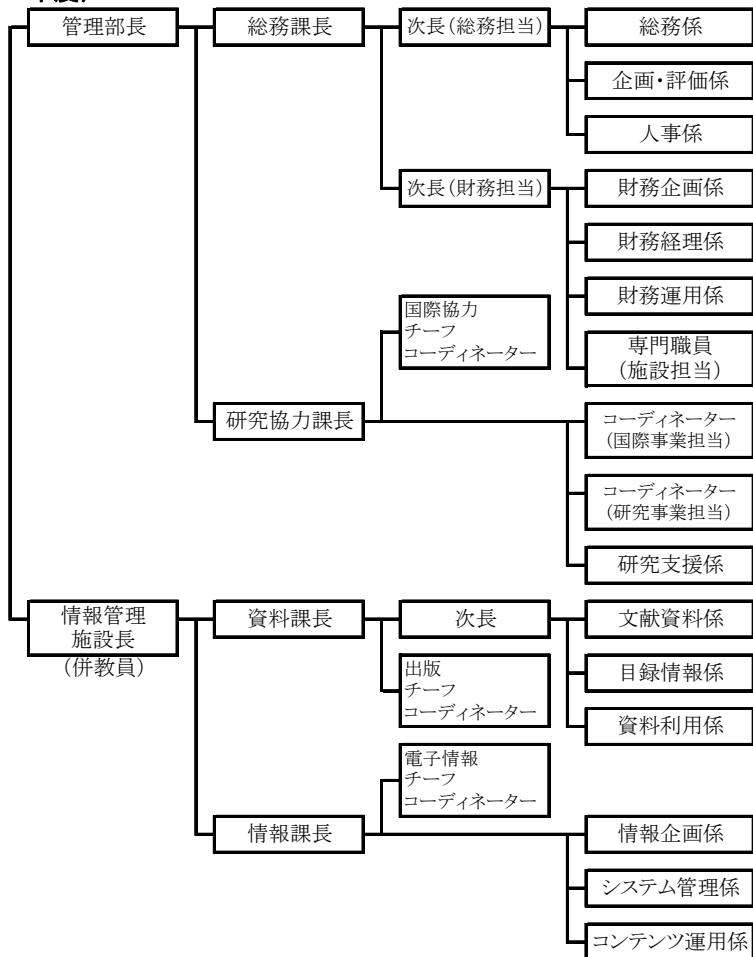 管理部長
総務課長
次長(総務担当)
総務係
企画・評価係
人事係
次長(財務担当)
財務企画係
財務経理係
財務運用係
専門職員
(施設担当)
国際協力
チーフ
コーディネーター
研究協力課長
コーディネーター
(国際事業担当)
コーディネーター
(研究事業担当)
研究支援係
情報管理
施設長
(併教員)
資料課長
次長
文献資料係
目録情報係
資料利用係
出版
チーフ
コーディネーター
電子情報
チーフ
コーディネーター
情報課長
情報企画係
システム管理係
コンテンツ運用係